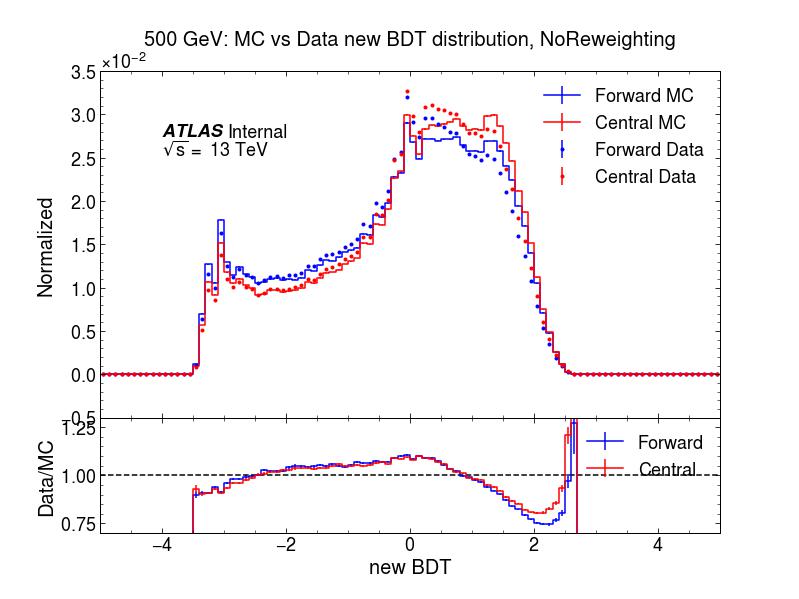 500 GeV: MC vs Data new BDT distribution, NoReweighting
×10⁻²
3.5
3.0
2.5
2.0
1.5
1.0
0.5
0.0
−0.5
Normalized
ATLAS Internal
√s = 13 TeV
Forward MC
Central MC
Forward Data
Central Data
1.25
1.00
0.75
Data/MC
Forward
Central
−4 −2 0 2 4
new BDT